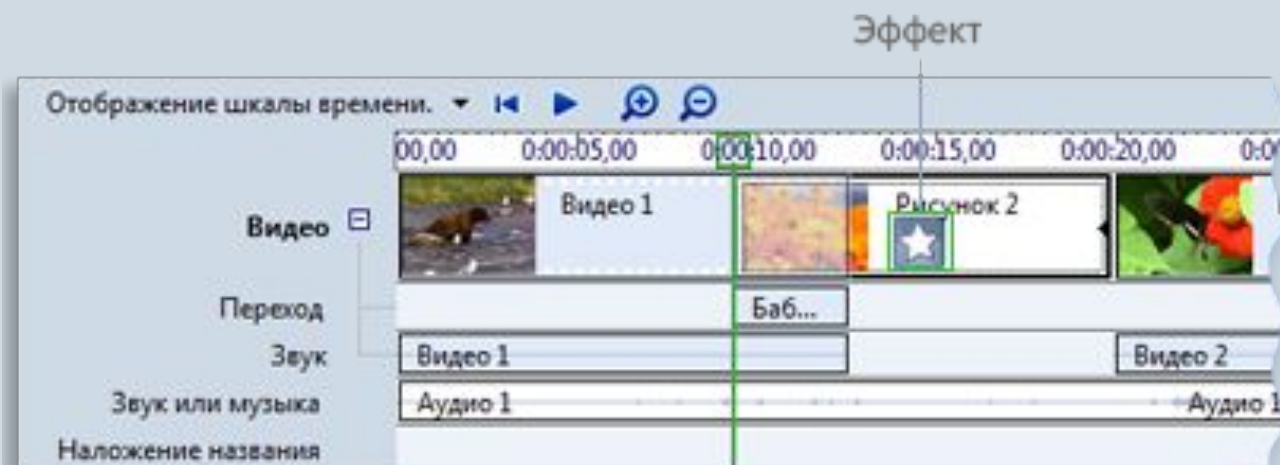 Эффект
Отображение шкалы времени.
00,00 0:00:05,00 0:00:10,00 0:00:15,00 0:00:20,00 0:0
Видео Видео 1 Рисунок 2
Переход Баб...
Звук Видео 1 Видео 2
Звук или музыка Аудио 1 Аудио 1
Наложение названия